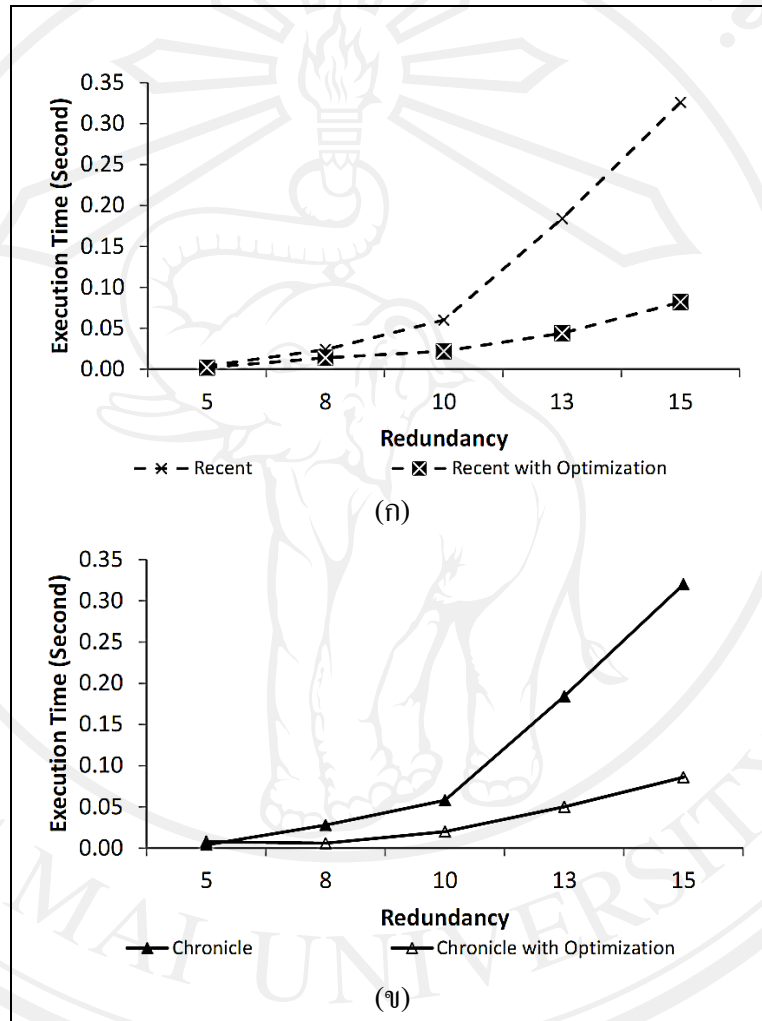 0.35
0.30
0.25
0.20
0.15
0.10
0.05
0.00
Execution Time (Second)
5 8 10 13 15
Redundancy
Recent Recent with Optimization
(ก)
0.35
0.30
0.25
0.20
0.15
0.10
0.05
0.00
Execution Time (Second)
5 8 10 13 15
Redundancy
Chronicle Chronicle with Optimization
(ข)
MAI UNIVERSITY